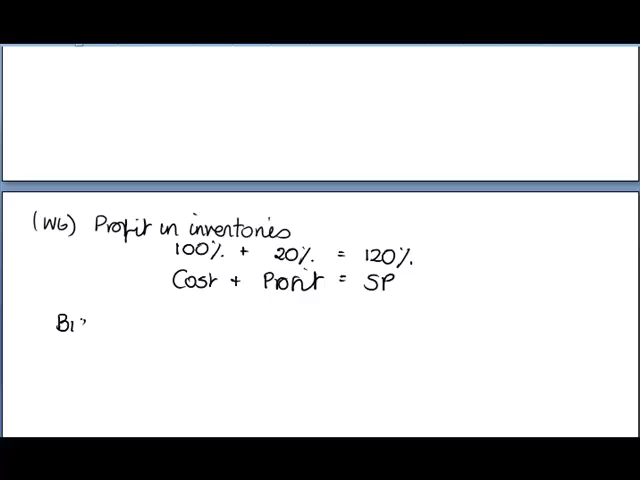 (W6) Profit in inventories
100% + 20% = 120%.
Cost + Profit = SP